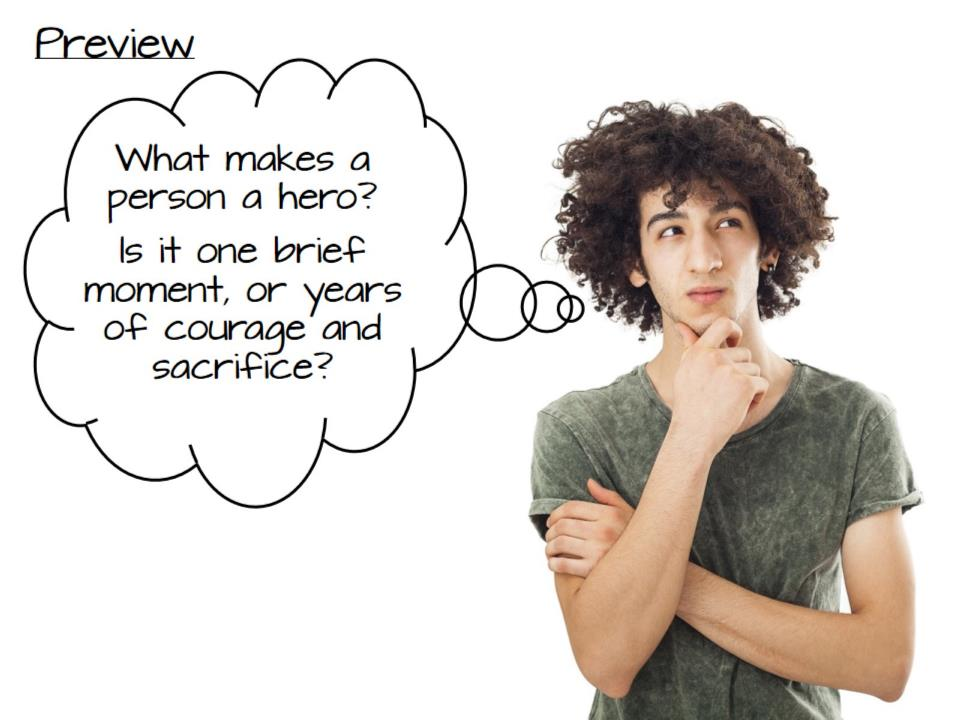 Preview
What makes a
person a hero?
Is it one brief
moment, or years
of courage and
sacrifice?